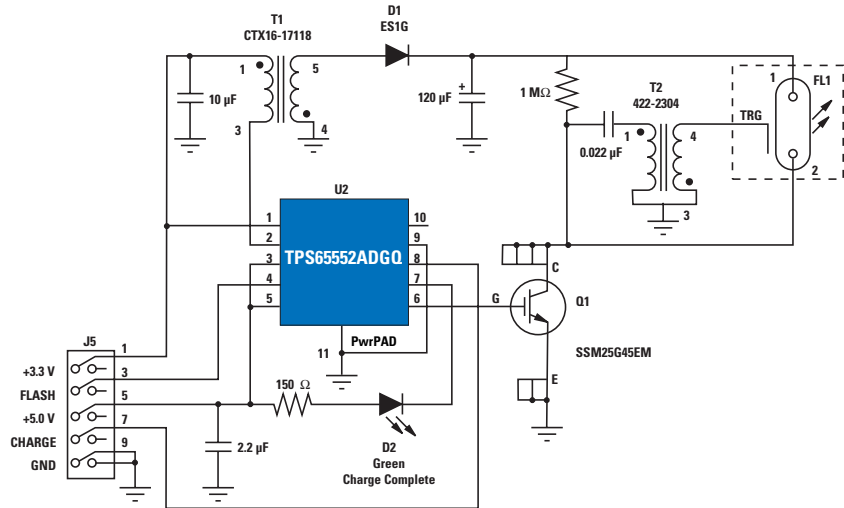 T1
CTX16-17118
D1
ES1G
1
5
10 µF
3
4
120 µF
+
1 MΩ
T2
422-2304
1
4
0.022 µF
3
TRG
1
FL1
2
U2
TPS65552ADGQ
1
2
3
4
5
10
9
8
7
6
PwrPAD
11
G
C
Q1
E
SSM25G45EM
J5
+3.3 V
1
FLASH
3
+5.0 V
5
CHARGE
7
GND
9
150 Ω
2.2 µF
D2
Green
Charge Complete